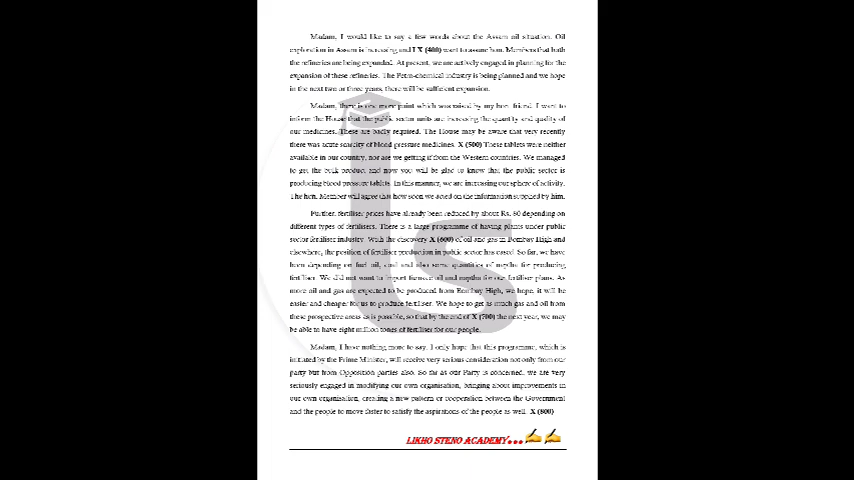 Madam, I would like to say a few words about the Assam oil situation. Oil
exploration in Assam is increasing and I X (400) want to assure hon. Members that both
the refineries are being expanded. At present, we are actively engaged in planning for the
expansion of these refineries. The Petro-chemical industry is being planned and we hope
in the next two or three years, there will be sufficient expansion.
Madam, there is one more point which was raised by my hon. friend. I want to
inform the House that the public sector units are increasing the quantity and quality of
our medicines. These are badly required. The House may be aware that very recently
there was acute scarcity of blood pressure medicines. X (500) These tablets were neither
available in our country, nor are we getting it from the Western countries. We managed
to get the bulk product and now you will be glad to know that the public sector is
producing blood pressure tablets. In this manner, we are increasing our sphere of activity.
The hon. Member will agree that how soon we acted on the information supplied by him.
Further, fertiliser prices have already been reduced by about Rs. 80 depending on
different types of fertilisers. There is a large programme of having plants under public
sector fertiliser industry. With the discovery X (600) of oil and gas in Bombay High and
elsewhere, the position of fertiliser production in public sector has eased. So far, we have
been depending on fuel oil, coal and also some quantities of naptha for producing
fertiliser. We did not want to import furnace oil and naptha for our fertiliser plants. As
more oil and gas are expected to be produced from Bombay High, we hope, it will be
easier and cheaper for us to produce fertiliser. We hope to get as much gas and oil from
these prospective areas as is possible, so that by the end of X (700) the next year, we may
be able to have eight million tones of fertiliser for our people.
Madam, I have nothing more to say. I only hope that this programme, which is
initiated by the Prime Minister, will receive very serious consideration not only from our
party but from Opposition parties also. So far as our Party is concerned, we are very
seriously engaged in modifying our own organisation, bringing about improvements in
our own organisation, creating a new pattern of cooperation between the Government
and the people to move faster to satisfy the aspirations of the people as well. X (800)
LIKHO STENO ACADEMY...✍✍